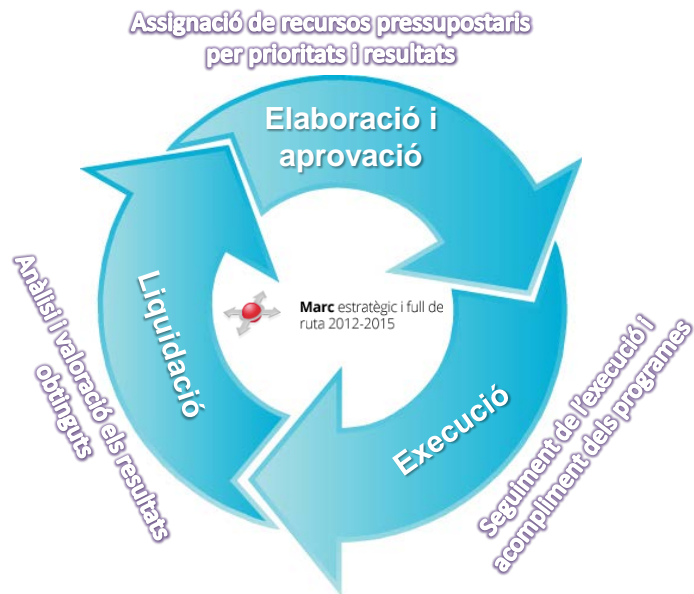 Assignació de recursos pressupostaris
per prioritats i resultats
Elaboració i
aprovació
Execució
Seguiment de l'execució i
acompliment dels programes
Liquidació
Anàlisi i valoració els resultats
obtinguts
Marc estratègic i full de
ruta 2012-2015